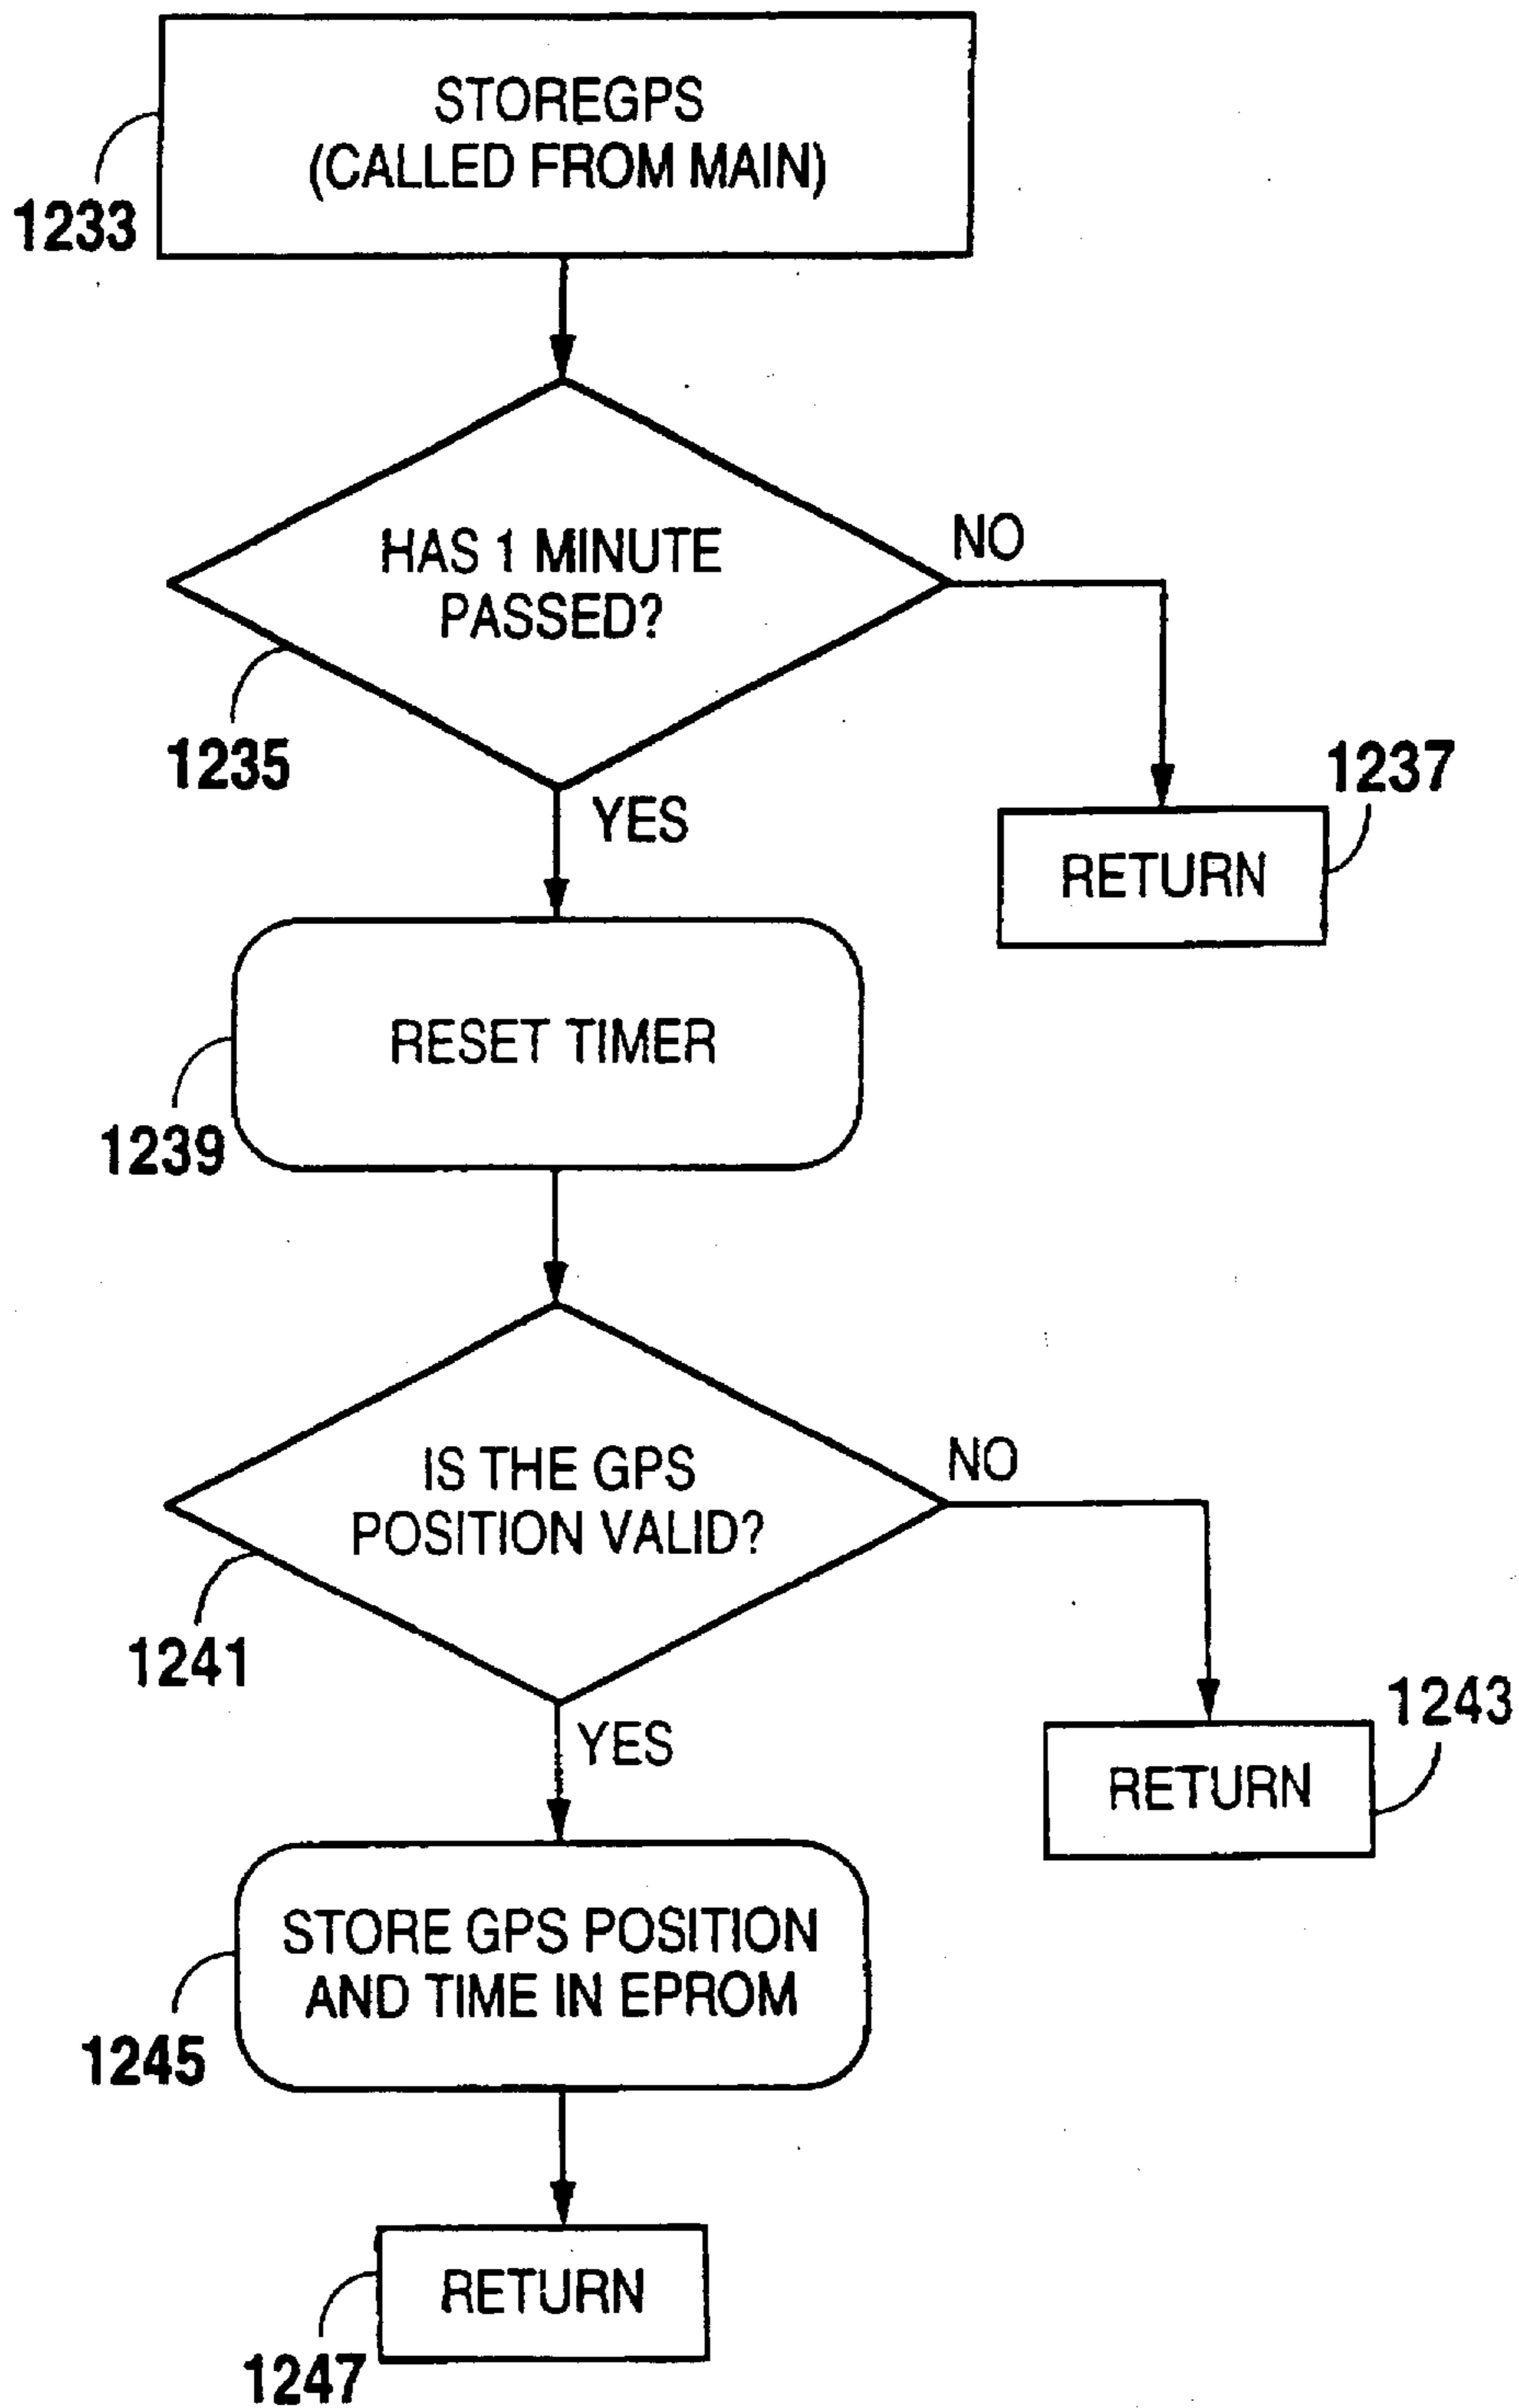 STOREGPS
(CALLED FROM MAIN)
1233
HAS 1 MINUTE
PASSED?
NO
1235
YES
1237
RETURN
RESET TIMER
1239
IS THE GPS
POSITION VALID?
NO
1241
YES
1243
RETURN
STORE GPS POSITION
AND TIME IN EPROM
1245
RETURN
1247